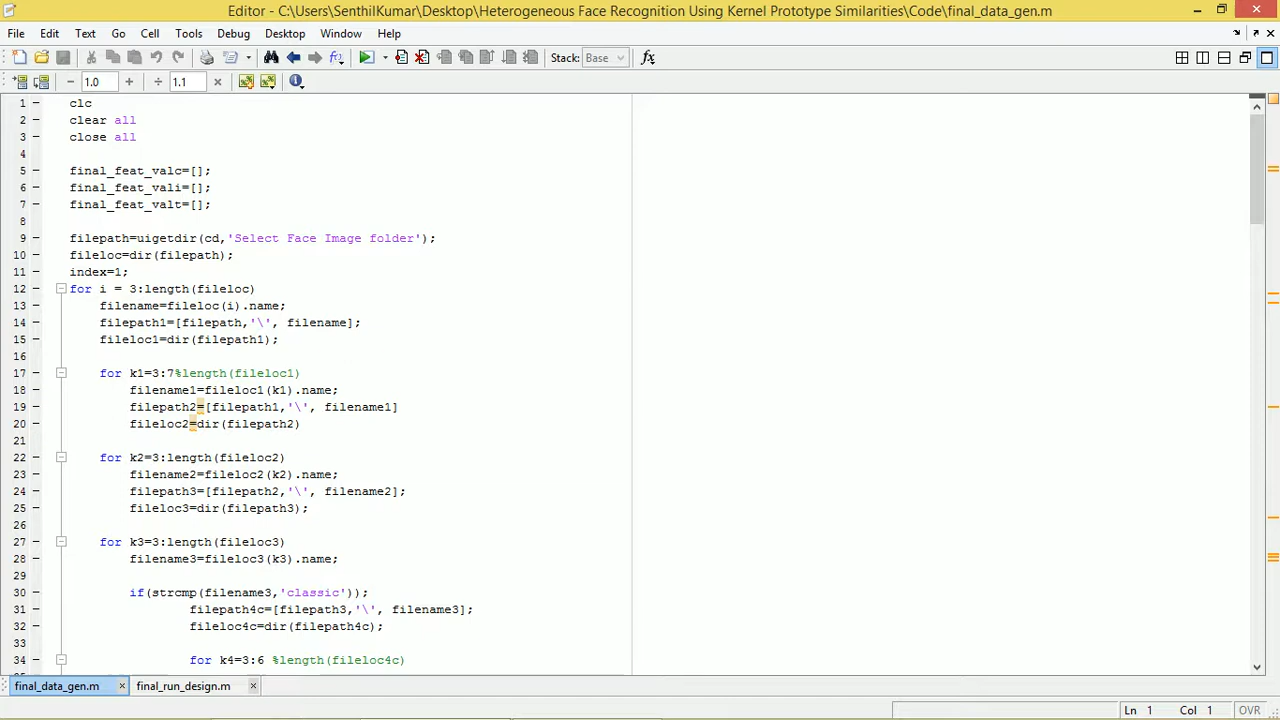 Editor - C:\Users\SenthilKumar\Desktop\Heterogeneous Face Recognition Using Kernel Prototype Similarities\Code\final_data_gen.m
File Edit Text Go Cell Tools Debug Desktop Window Help
Stack: Base fx
− 1.0 + ÷ 1.1 ×
1 clc
2 clear all
3 close all
4
5 final_feat_valc=[];
6 final_feat_vali=[];
7 final_feat_valt=[];
8
9 filepath=uigetdir(cd,'Select Face Image folder');
10 fileloc=dir(filepath);
11 index=1;
12 for i = 3:length(fileloc)
13 filename=fileloc(i).name;
14 filepath1=[filepath,'\', filename];
15 fileloc1=dir(filepath1);
16
17 for k1=3:7%length(fileloc1)
18 filename1=fileloc1(k1).name;
19 filepath2=[filepath1,'\', filename1]
20 fileloc2=dir(filepath2)
21
22 for k2=3:length(fileloc2)
23 filename2=fileloc2(k2).name;
24 filepath3=[filepath2,'\', filename2];
25 fileloc3=dir(filepath3);
26
27 for k3=3:length(fileloc3)
28 filename3=fileloc3(k3).name;
29
30 if(strcmp(filename3,'classic'));
31 filepath4c=[filepath3,'\', filename3];
32 fileloc4c=dir(filepath4c);
33
34 for k4=3:6 %length(fileloc4c)
final_data_gen.m × final_run_design.m ×
Ln 1 Col 1 OVR